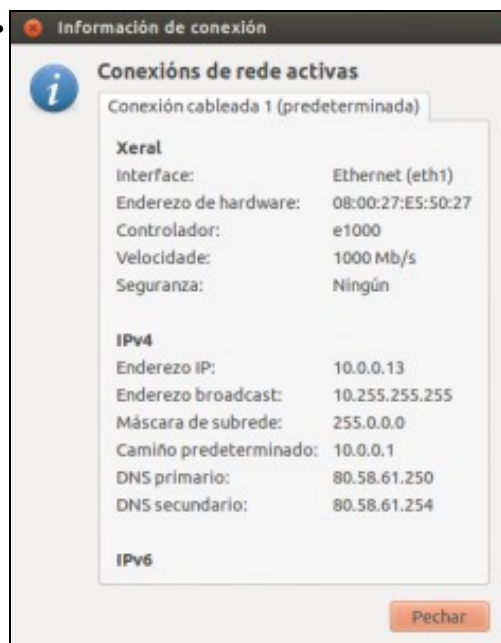 Información de conexión
Conexións de rede activas
Conexión cableada 1 (predeterminada)
Xeral
Interface: Ethernet (eth1)
Enderezo de hardware: 08:00:27:E5:50:27
Controlador: e1000
Velocidade: 1000 Mb/s
Seguranza: Ningún
IPv4
Enderezo IP: 10.0.0.13
Enderezo broadcast: 10.255.255.255
Máscara de subrede: 255.0.0.0
Camiño predeterminado: 10.0.0.1
DNS primario: 80.58.61.250
DNS secundario: 80.58.61.254
IPv6
Pechar